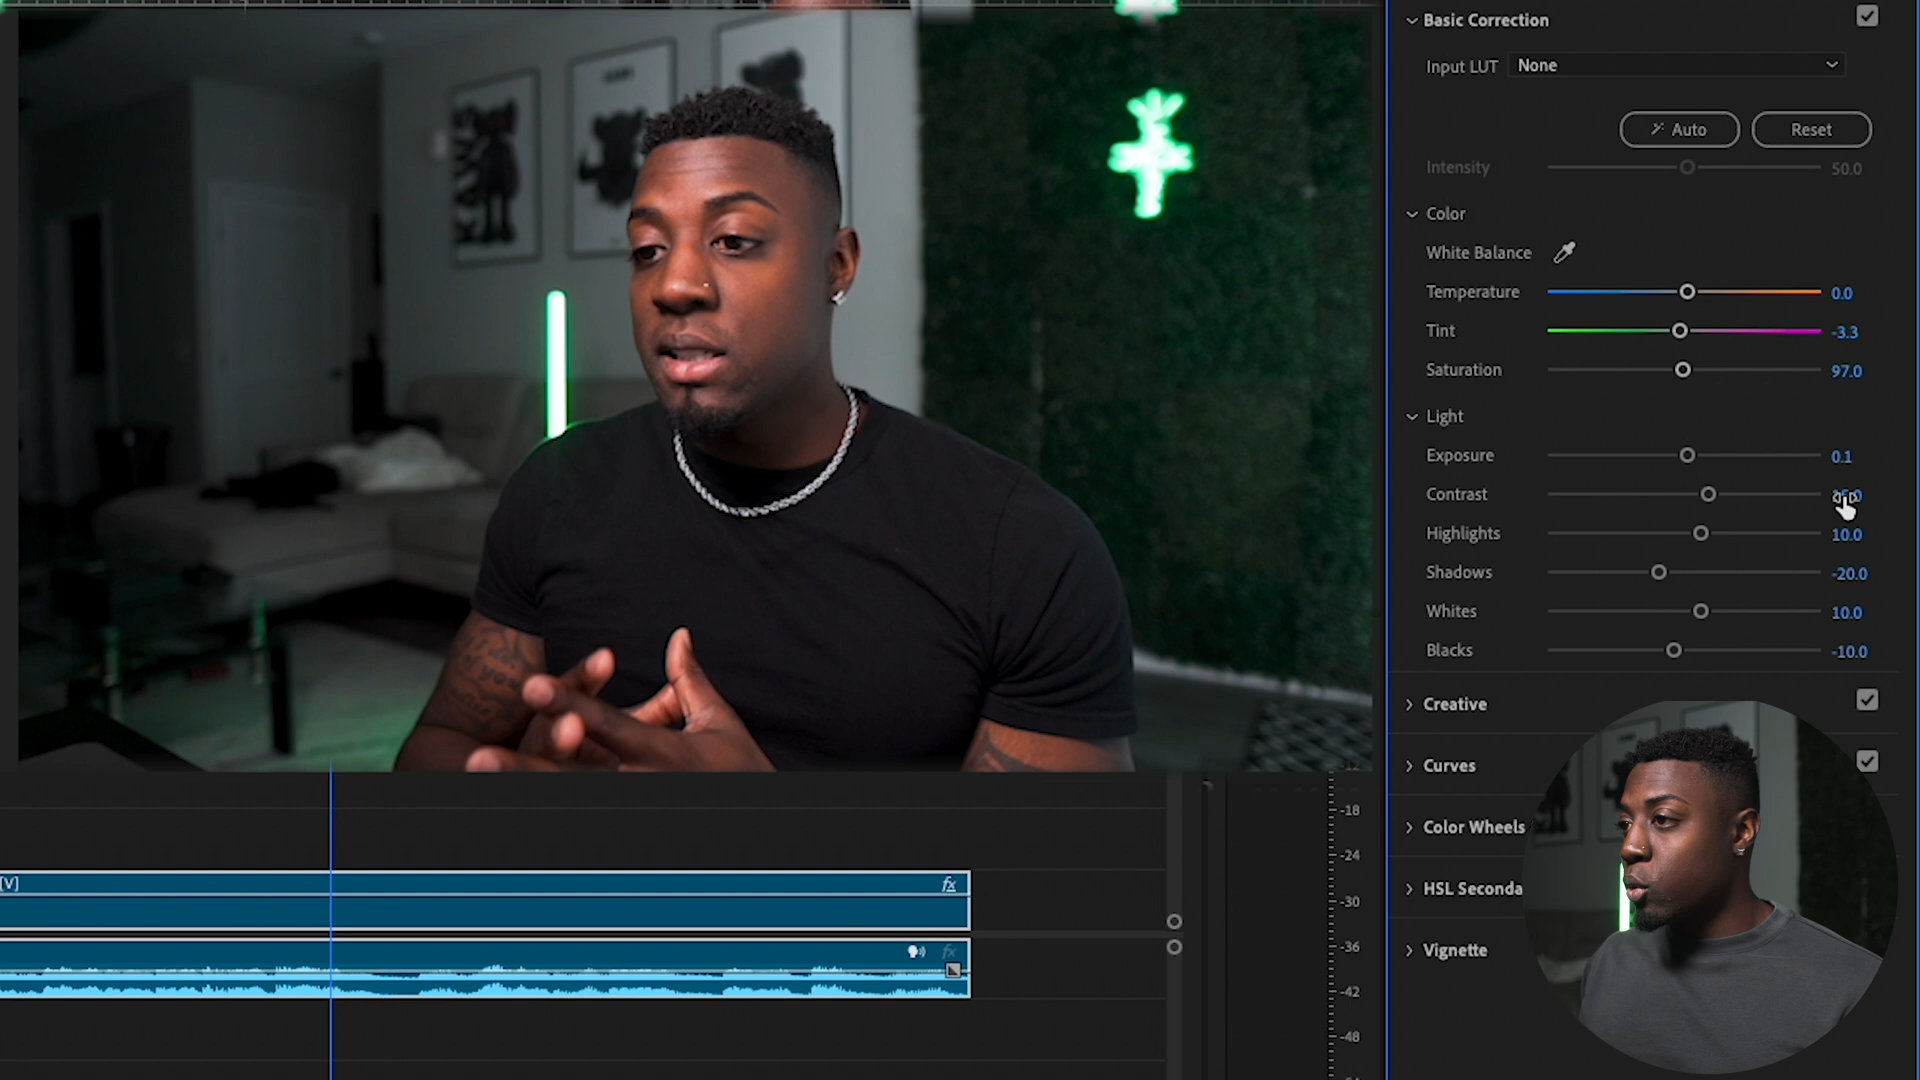 Basic Correction
Input LUT None
Auto Reset
Intensity 50.0
Color
White Balance
Temperature 0.0
Tint -3.3
Saturation 97.0
Light
Exposure 0.1
Contrast
Highlights 10.0
Shadows -20.0
Whites 10.0
Blacks -10.0
Creative
Curves
Color Wheels
HSL Seconda
Vignette
KAWS
[V] fx
fx
-18
-24
-30
-36
-42
-48